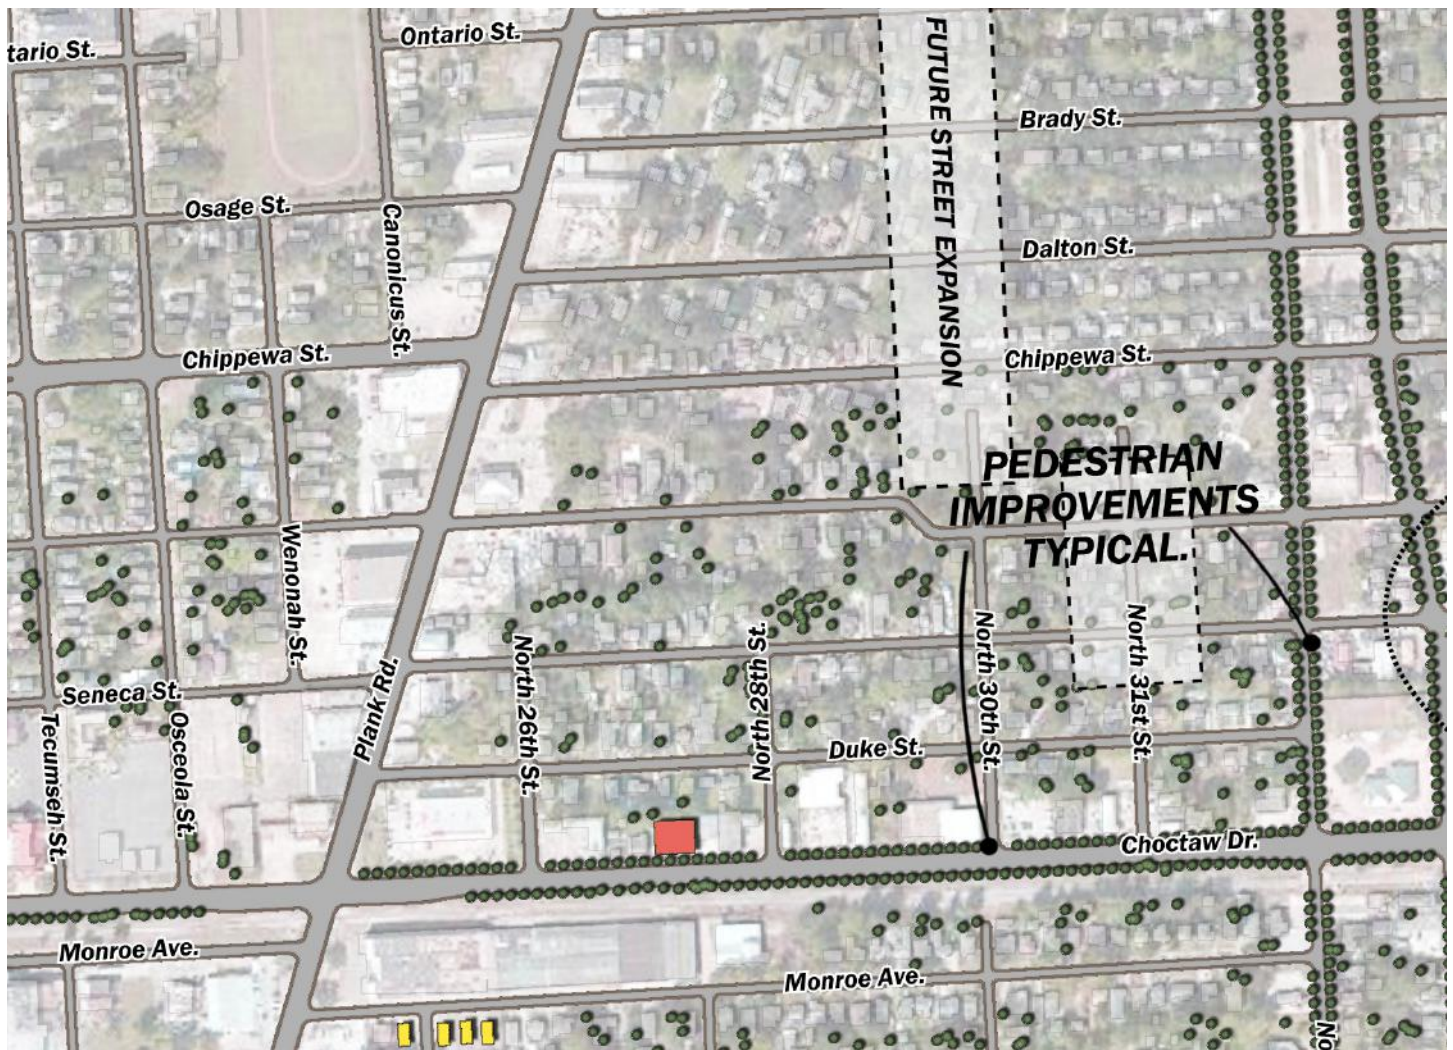 tario St.
Ontario St.
FUTURE STREET EXPANSION
Brady St.
Osage St.
Canonicus St.
Dalton St.
Chippewa St.
Chippewa St.
PEDESTRIAN
IMPROVEMENTS
TYPICAL.
Wenonah St.
North 26th St.
North 28th St.
North 30th St.
North 31st St.
Plank Rd.
Seneca St.
Tecumseh St.
Osceola St.
Duke St.
Choctaw Dr.
Monroe Ave.
Monroe Ave.
No